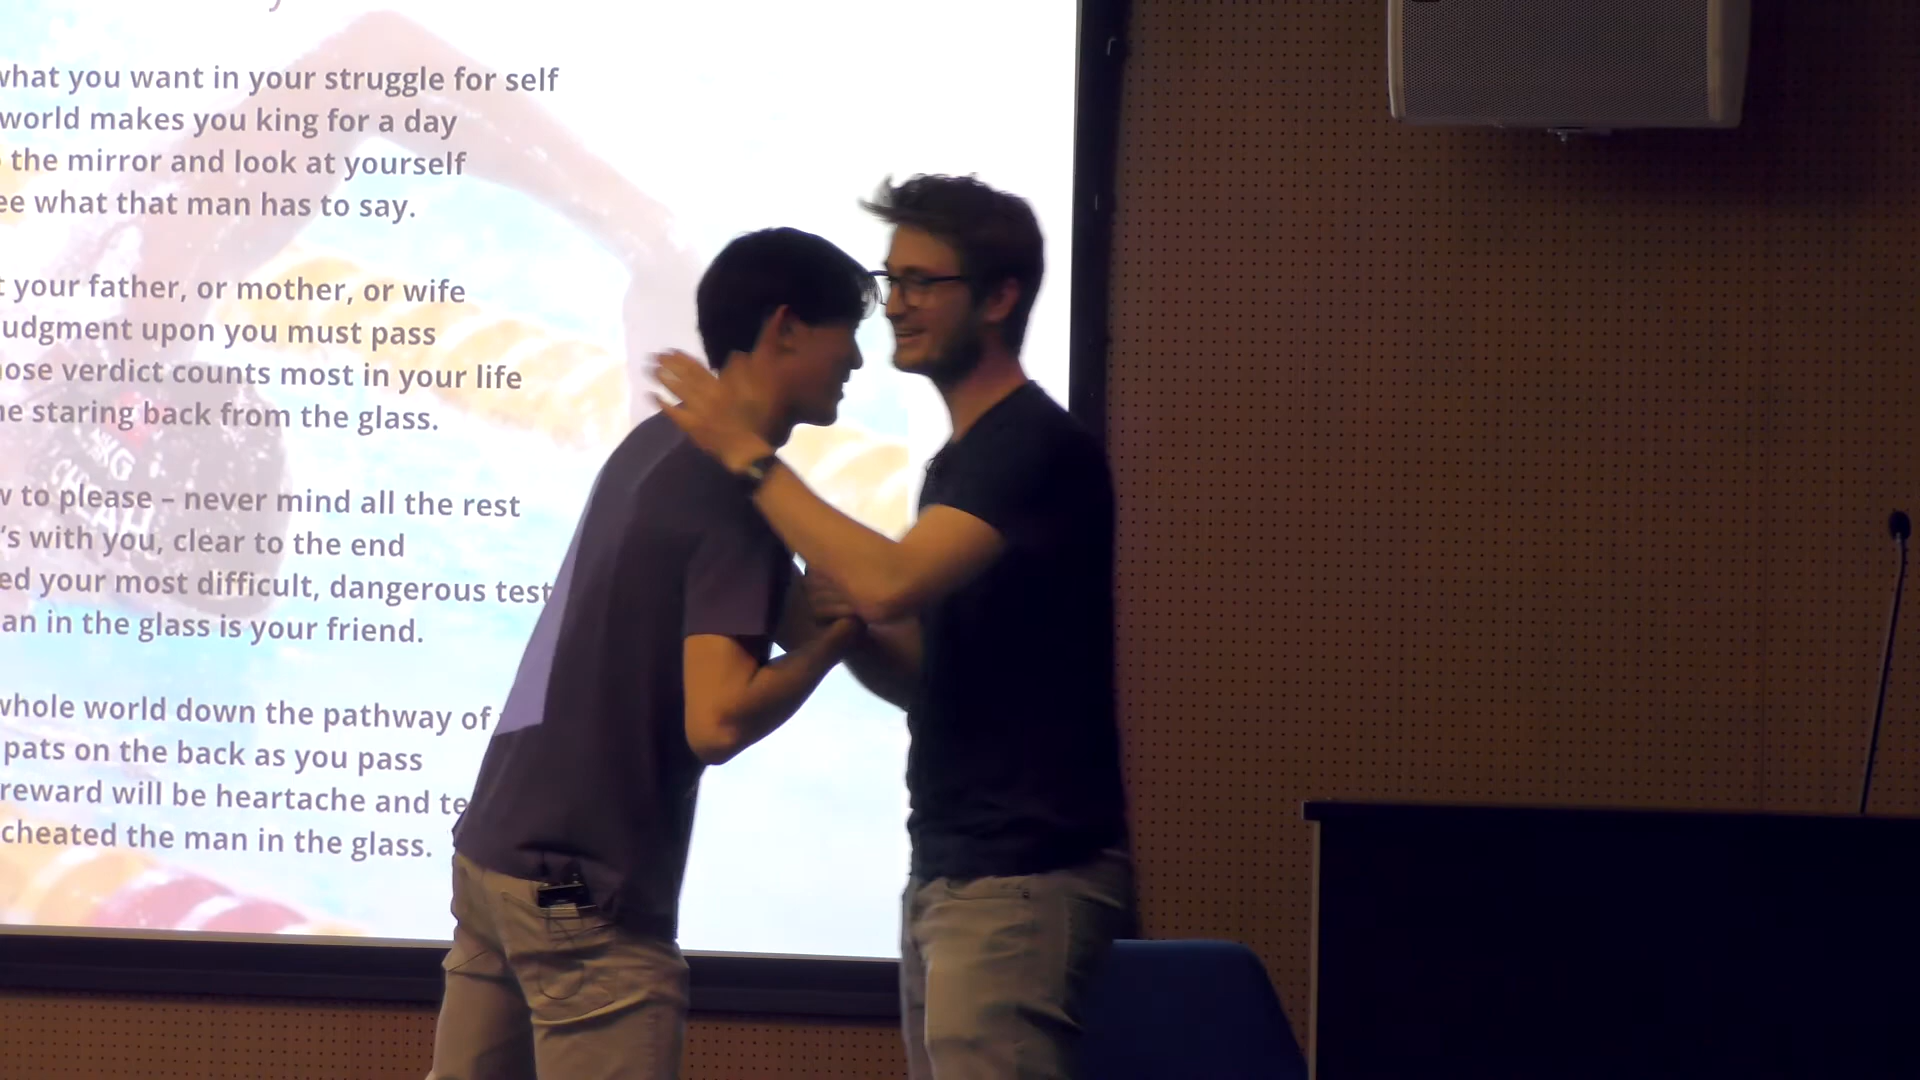 what you want in your struggle for self
world makes you king for a day
the mirror and look at yourself
ee what that man has to say.
your father, or mother, or wife
udgment upon you must pass
ose verdict counts most in your life
e staring back from the glass.
to please – never mind all the rest
's with you, clear to the end
ed your most difficult, dangerous test
an in the glass is your friend.
whole world down the pathway of
pats on the back as you pass
reward will be heartache and te
cheated the man in the glass.